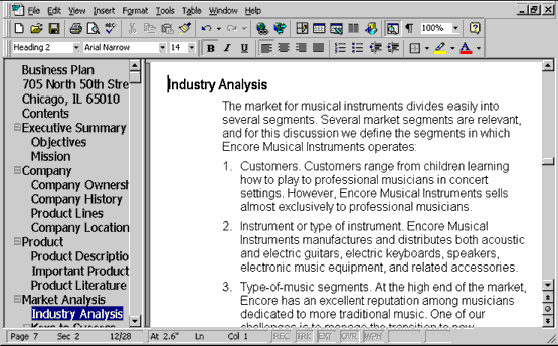 File Edit View Insert Format Tools Table Window Help
100%
Heading 2 Arial Narrow 14 B I U
Business Plan
705 North 50th Stre
Chicago, IL 65010
Contents
Executive Summary
Objectives
Mission
Company
Company Ownersh
Company History
Product Lines
Company Location
Product
Product Descriptio
Important Product
Product Literature
Market Analysis
Industry Analysis
Keys to Success
Industry Analysis
The market for musical instruments divides easily into
several segments. Several market segments are relevant,
and for this discussion we define the segments in which
Encore Musical Instruments operates:
1. Customers. Customers range from children learning
how to play to professional musicians in concert
settings. However, Encore Musical Instruments sells
almost exclusively to professional musicians.
2. Instrument or type of instrument. Encore Musical
Instruments manufactures and distributes both acoustic
and electric guitars, electric keyboards, speakers,
electronic music equipment, and related accessories.
3. Type-of-music segments. At the high end of the market,
Encore has an excellent reputation among musicians
dedicated to more traditional music. One of our
challenges is to manage the transition to new
Page 7 Sec 2 12/28 At 2.6" Ln Col 1 REC TRK EXT OVR WPH